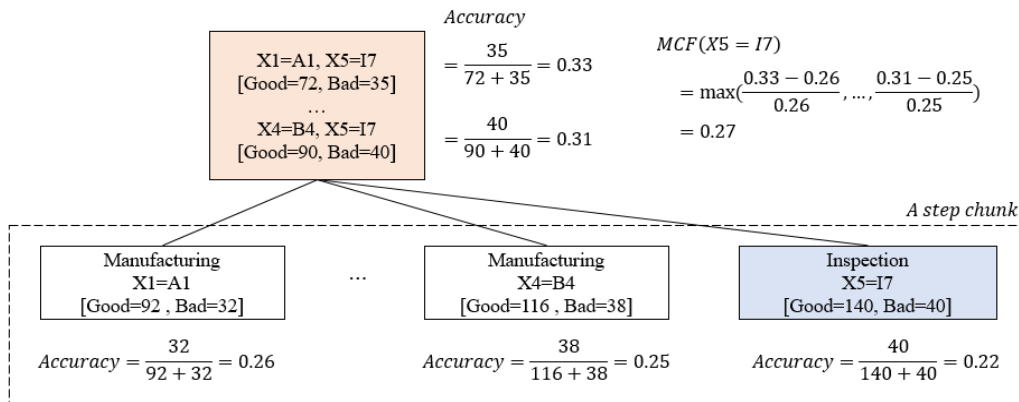 Accuracy
X1=A1, X5=I7
[Good=72, Bad=35]
...
X4=B4, X5=I7
[Good=90, Bad=40]
= 35 / (72 + 35) = 0.33
= 40 / (90 + 40) = 0.31
MCF(X5 = I7)
= max((0.33 − 0.26) / 0.26, ..., (0.31 − 0.25) / 0.25)
= 0.27
A step chunk
Manufacturing
X1=A1
[Good=92 , Bad=32]
...
Manufacturing
X4=B4
[Good=116 , Bad=38]
Inspection
X5=I7
[Good=140, Bad=40]
Accuracy = 32 / (92 + 32) = 0.26
Accuracy = 38 / (116 + 38) = 0.25
Accuracy = 40 / (140 + 40) = 0.22